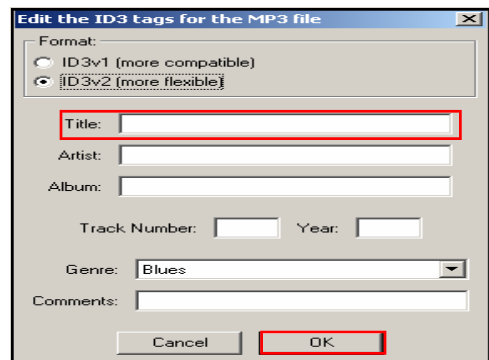 Edit the ID3 tags for the MP3 file
Format:
ID3v1 (more compatible)
ID3v2 (more flexible)
Title:
Artist:
Album:
Track Number: Year:
Genre: Blues
Comments:
Cancel OK